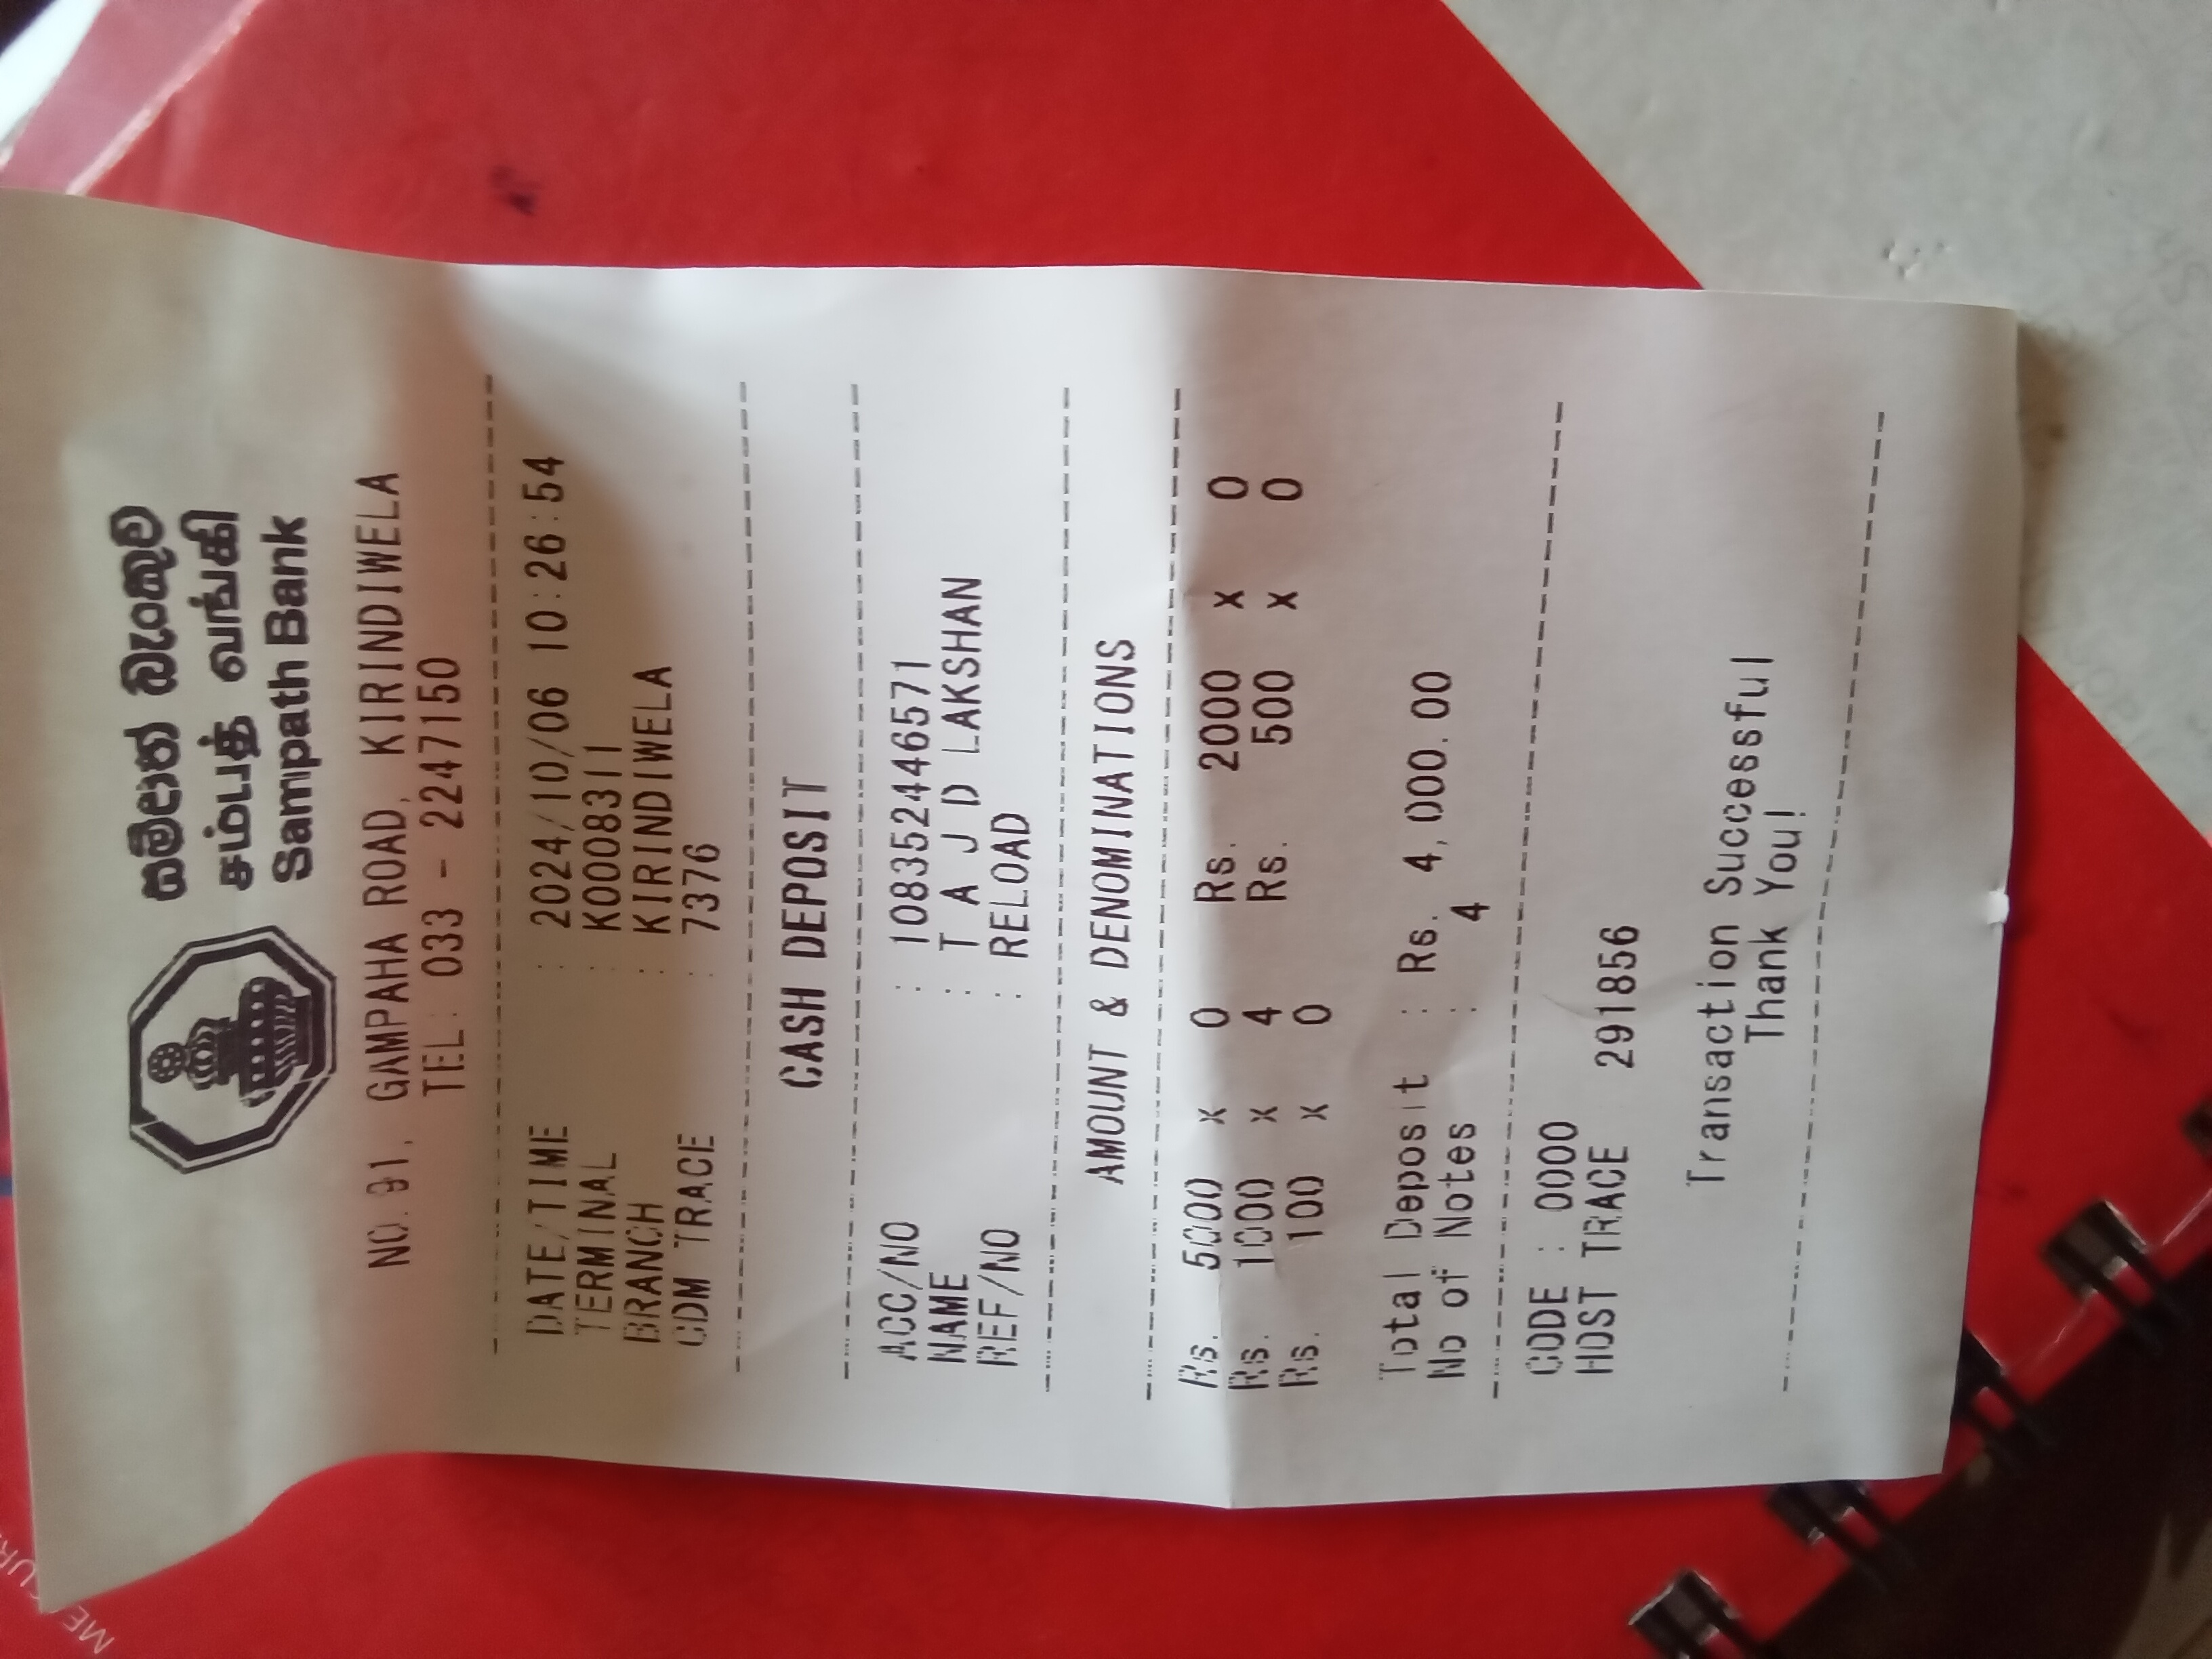 සම්පත් බැංකුව
சம்பத் வங்கி
Sampath Bank
NO. 91, GAMPAHA ROAD, KIRINDIWELA
TEL: 033 - 2247150
DATE/TIME : 2024/10/06 10:26:54
TERMINAL : K0008311
BRANCH : KIRINDIWELA
CDM TRACE : 7376
CASH DEPOSIT
ACC/NO : 108352446571
NAME : T A J D LAKSHAN
REF/NO : RELOAD
AMOUNT & DENOMINATIONS
Rs. 5000 x 0 Rs. 2000 x 0
Rs. 1000 x 4 Rs. 500 x 0
Rs. 100 x 0
Total Deposit : Rs. 4,000.00
No of Notes : 4
CODE : 0000
HOST TRACE 291856
Transaction Successful
Thank You!